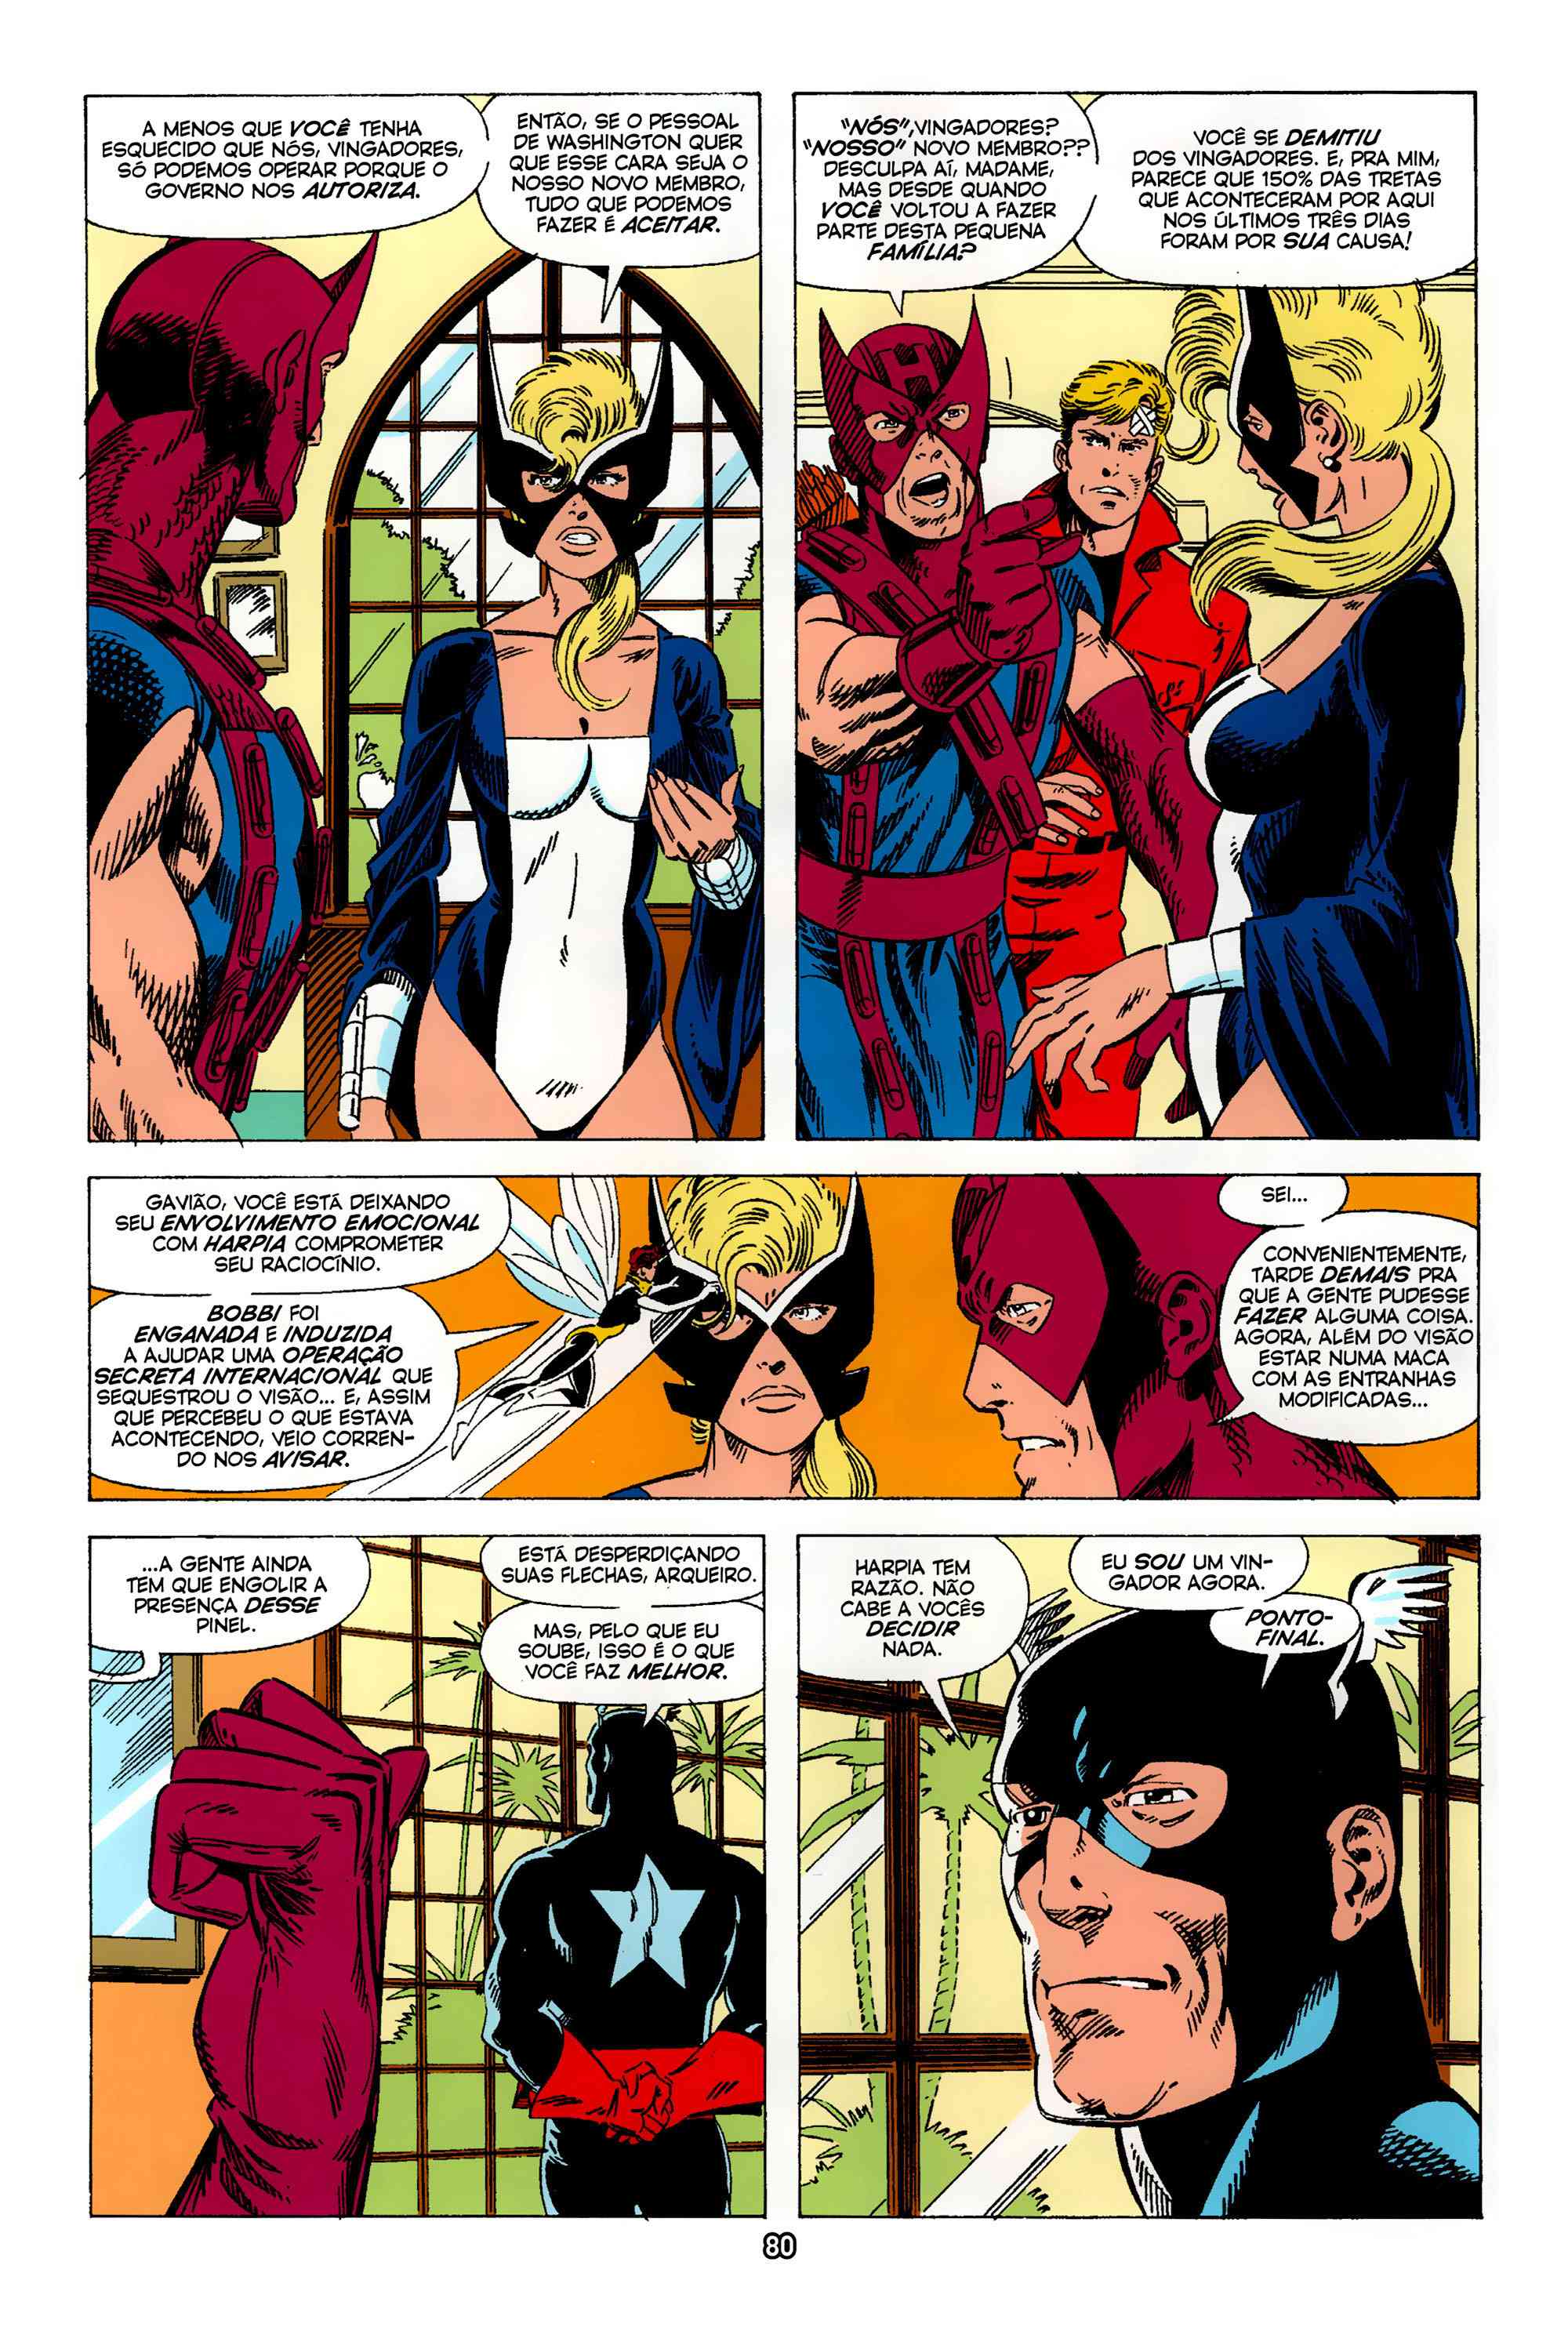 A MENOS QUE VOCÊ TENHA
ESQUECIDO QUE NÓS, VINGADORES,
SÓ PODEMOS OPERAR PORQUE O
GOVERNO NOS AUTORIZA.
ENTÃO, SE O PESSOAL
DE WASHINGTON QUER
QUE ESSE CARA SEJA O
NOSSO NOVO MEMBRO,
TUDO QUE PODEMOS
FAZER É ACEITAR.
"NÓS", VINGADORES?
"NOSSO" NOVO MEMBRO??
DESCULPA AÍ, MADAME,
MAS DESDE QUANDO
VOCÊ VOLTOU A FAZER
PARTE DESTA PEQUENA
FAMÍLIA?
VOCÊ SE DEMITIU
DOS VINGADORES. E, PRA MIM,
PARECE QUE 150% DAS TRETAS
QUE ACONTECERAM POR AQUI
NOS ÚLTIMOS TRÊS DIAS
FORAM POR SUA CAUSA!
H
GAVIÃO, VOCÊ ESTÁ DEIXANDO
SEU ENVOLVIMENTO EMOCIONAL
COM HARPIA COMPROMETER
SEU RACIOCÍNIO.
BOBBI FOI
ENGANADA E INDUZIDA
A AJUDAR UMA OPERAÇÃO
SECRETA INTERNACIONAL QUE
SEQUESTROU O VISÃO... E, ASSIM
QUE PERCEBEU O QUE ESTAVA
ACONTECENDO, VEIO CORREN-
DO NOS AVISAR.
SEI...
CONVENIENTEMENTE,
TARDE DEMAIS PRA
QUE A GENTE PUDESSE
FAZER ALGUMA COISA.
AGORA, ALÉM DO VISÃO
ESTAR NUMA MACA
COM AS ENTRANHAS
MODIFICADAS...
...A GENTE AINDA
TEM QUE ENGOLIR A
PRESENÇA DESSE
PINEL.
ESTÁ DESPERDIÇANDO
SUAS FLECHAS, ARQUEIRO.
MAS, PELO QUE EU
SOUBE, ISSO É O QUE
VOCÊ FAZ MELHOR.
HARPIA TEM
RAZÃO. NÃO
CABE A VOCÊS
DECIDIR
NADA.
EU SOU UM VIN-
GADOR AGORA.
PONTO-
FINAL.
80